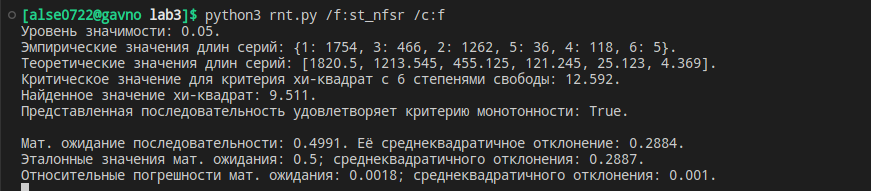 [alse0722@gavno lab3]$ python3 rnt.py /f:st_nfsr /c:f
Уровень значимости: 0.05.
Эмпирические значения длин серий: {1: 1754, 3: 466, 2: 1262, 5: 36, 4: 118, 6: 5}.
Теоретические значения длин серий: [1820.5, 1213.545, 455.125, 121.245, 25.123, 4.369].
Критическое значение для критерия хи-квадрат с 6 степенями свободы: 12.592.
Найденное значение хи-квадрат: 9.511.
Представленная последовательность удовлетворяет критерию монотонности: True.
Мат. ожидание последовательности: 0.4991. Её среднеквадратичное отклонение: 0.2884.
Эталонные значения мат. ожидания: 0.5; среднеквадратичного отклонения: 0.2887.
Относительные погрешности мат. ожидания: 0.0018; среднеквадратичного отклонения: 0.001.